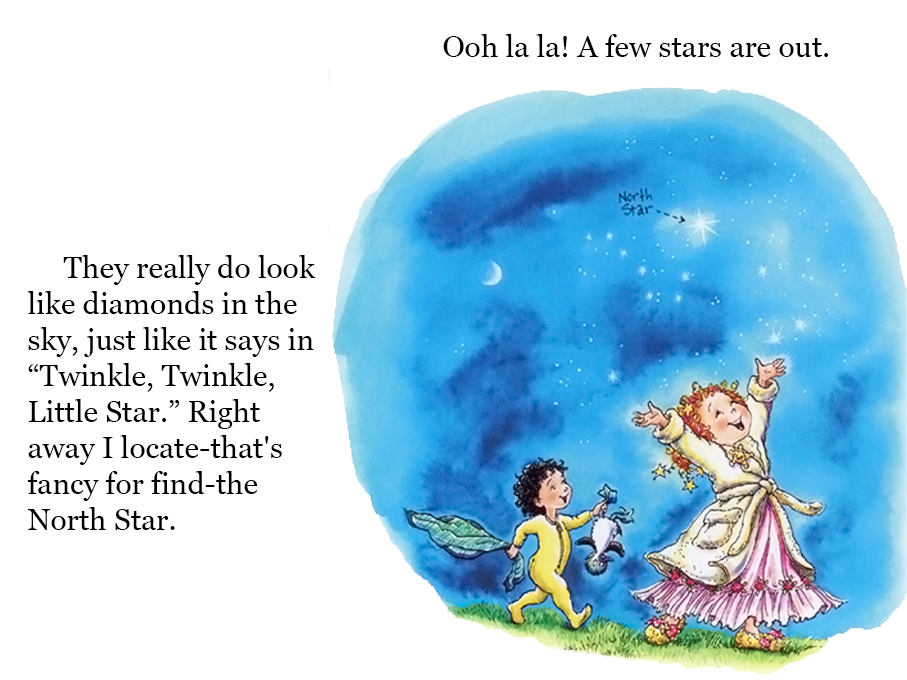 Ooh la la! A few stars are out.
North
Star
They really do look
like diamonds in the
sky, just like it says in
“Twinkle, Twinkle,
Little Star.” Right
away I locate-that's
fancy for find-the
North Star.